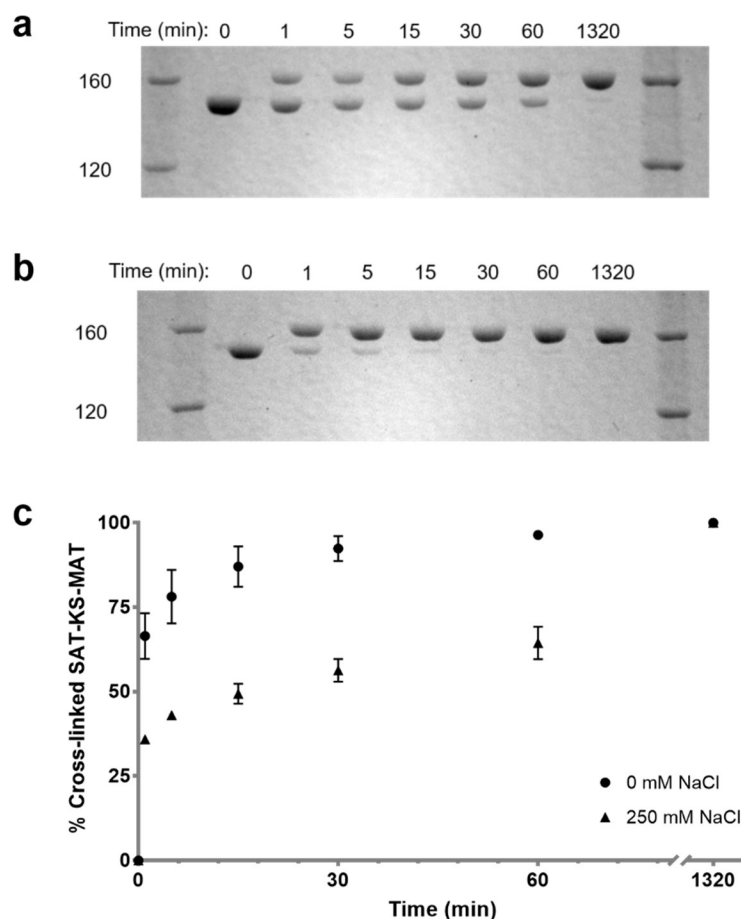 a
Time (min): 0 1 5 15 30 60 1320
160
120
b
Time (min): 0 1 5 15 30 60 1320
160
120
c
% Cross-linked SAT-KS-MAT
100
75
50
25
0
0 mM NaCl
250 mM NaCl
0 30 60 1320
Time (min)